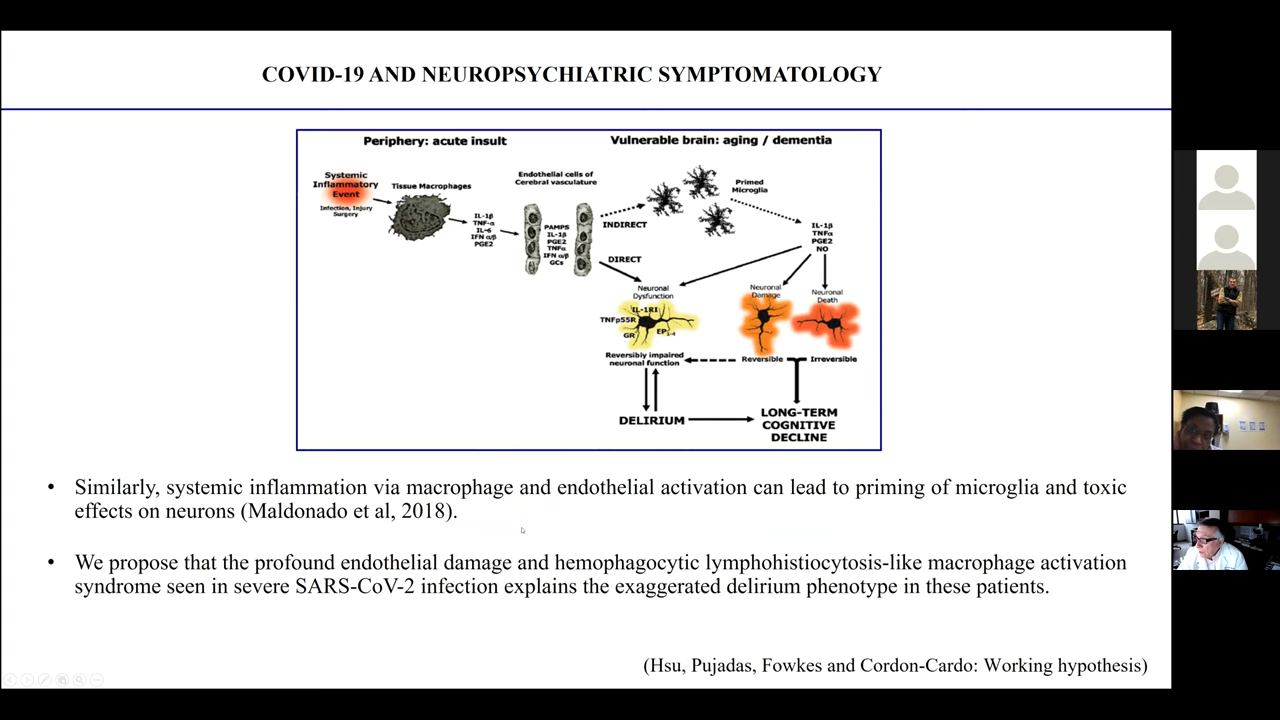 COVID-19 AND NEUROPSYCHIATRIC SYMPTOMATOLOGY
Periphery: acute insult
Vulnerable brain: aging / dementia
Systemic
Inflammatory
Event
Infection, Injury
Surgery
Tissue Macrophages
IL-1β
TNF-α
IL-6
IFN α/β
PGE2
Endothelial cells of
Cerebral vasculature
PAMPS
IL-1β
PGE2
TNFα
IFN α/β
GCs
INDIRECT
DIRECT
Primed
Microglia
IL-1β
TNFα
PGE2
NO
Neuronal
Dysfunction
IL-1RI
TNFp55R
GR
EP1-4
Neuronal
Damage
Neuronal
Death
Reversibly impaired
neuronal function
Reversible
Irreversible
DELIRIUM
LONG-TERM
COGNITIVE
DECLINE
• Similarly, systemic inflammation via macrophage and endothelial activation can lead to priming of microglia and toxic
effects on neurons (Maldonado et al, 2018).
• We propose that the profound endothelial damage and hemophagocytic lymphohistiocytosis-like macrophage activation
syndrome seen in severe SARS-CoV-2 infection explains the exaggerated delirium phenotype in these patients.
(Hsu, Pujadas, Fowkes and Cordon-Cardo: Working hypothesis)